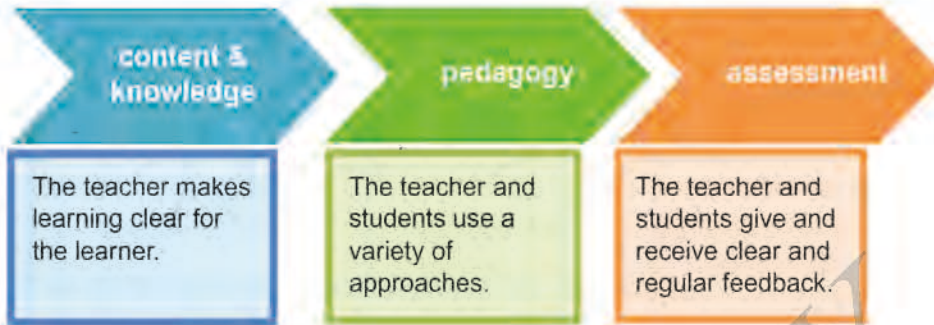 content &
knowledge
pedagogy
assessment
The teacher makes
learning clear for
the learner.
The teacher and
students use a
variety of
approaches.
The teacher and
students give and
receive clear and
regular feedback.